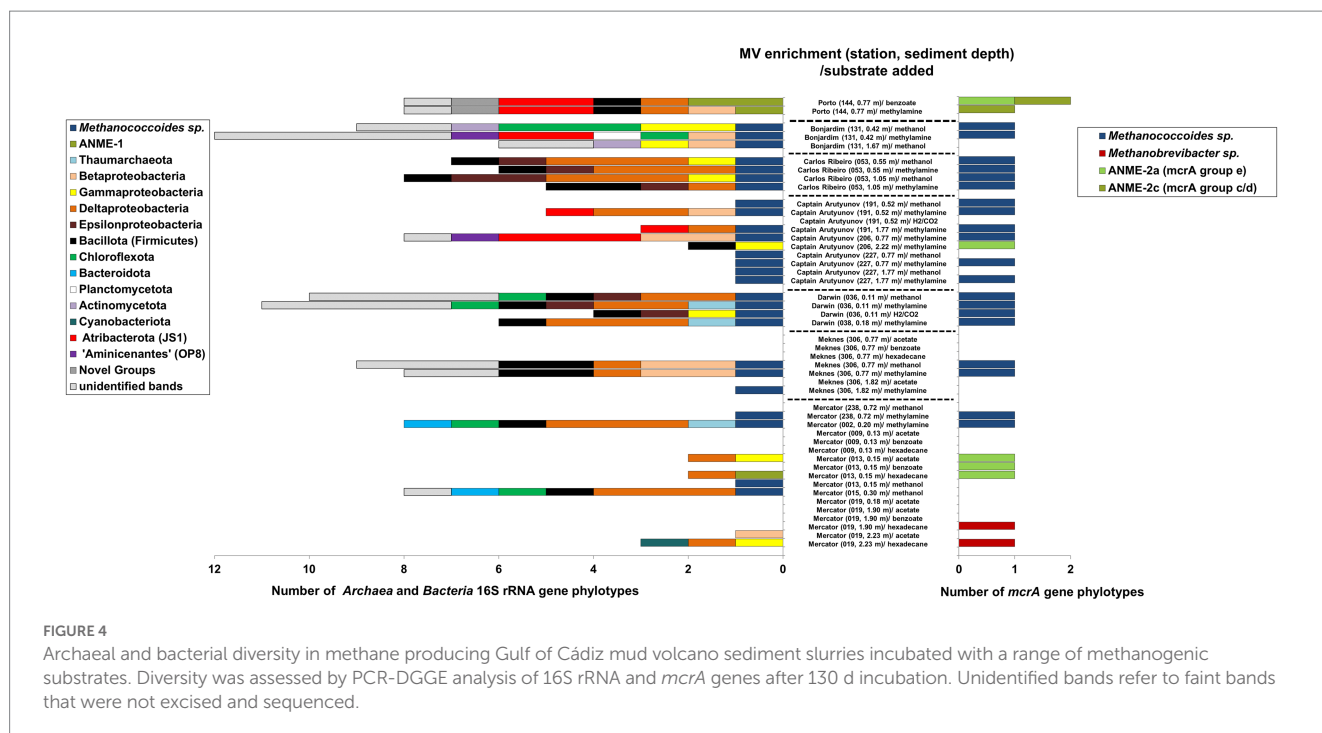 MV enrichment (station, sediment depth)
/substrate added
Methanococcoides sp.
ANME-1
Thaumarchaeota
Betaproteobacteria
Gammaproteobacteria
Deltaproteobacteria
Epsilonproteobacteria
Bacillota (Firmicutes)
Chloroflexota
Bacteroidota
Planctomycetota
Actinomycetota
Cyanobacteriota
Atribacterota (JS1)
'Aminicenantes' (OP8)
Novel Groups
unidentified bands
Porto (144, 0.77 m)/ benzoate
Porto (144, 0.77 m)/ methylamine
Bonjardim (131, 0.42 m)/ methanol
Bonjardim (131, 0.42 m)/ methylamine
Bonjardim (131, 1.67 m)/ methanol
Carlos Ribeiro (053, 0.55 m)/ methanol
Carlos Ribeiro (053, 0.55 m)/ methylamine
Carlos Ribeiro (053, 1.05 m)/ methanol
Carlos Ribeiro (053, 1.05 m)/ methylamine
Captain Arutyunov (191, 0.52 m)/ methanol
Captain Arutyunov (191, 0.52 m)/ methylamine
Captain Arutyunov (191, 0.52 m)/ H2/CO2
Captain Arutyunov (191, 1.77 m)/ methylamine
Captain Arutyunov (206, 0.77 m)/ methylamine
Captain Arutyunov (206, 2.22 m)/ methylamine
Captain Arutyunov (227, 0.77 m)/ methanol
Captain Arutyunov (227, 0.77 m)/ methylamine
Captain Arutyunov (227, 1.77 m)/ methanol
Captain Arutyunov (227, 1.77 m)/ methylamine
Darwin (036, 0.11 m)/ methanol
Darwin (036, 0.11 m)/ methylamine
Darwin (036, 0.11 m)/ H2/CO2
Darwin (038, 0.18 m)/ methylamine
Meknes (306, 0.77 m)/ acetate
Meknes (306, 0.77 m)/ benzoate
Meknes (306, 0.77 m)/ hexadecane
Meknes (306, 0.77 m)/ methanol
Meknes (306, 0.77 m)/ methylamine
Meknes (306, 1.82 m)/ acetate
Meknes (306, 1.82 m)/ methylamine
Mercator (238, 0.72 m)/ methanol
Mercator (238, 0.72 m)/ methylamine
Mercator (002, 0.20 m)/ methylamine
Mercator (009, 0.13 m)/ acetate
Mercator (009, 0.13 m)/ benzoate
Mercator (009, 0.13 m)/ hexadecane
Mercator (013, 0.15 m)/ acetate
Mercator (013, 0.15 m)/ benzoate
Mercator (013, 0.15 m)/ hexadecane
Mercator (013, 0.15 m)/ methanol
Mercator (015, 0.30 m)/ methanol
Mercator (019, 0.18 m)/ acetate
Mercator (019, 1.90 m)/ acetate
Mercator (019, 1.90 m)/ benzoate
Mercator (019, 1.90 m)/ hexadecane
Mercator (019, 2.23 m)/ acetate
Mercator (019, 2.23 m)/ hexadecane
Methanococcoides sp.
Methanobrevibacter sp.
ANME-2a (mcrA group e)
ANME-2c (mcrA group c/d)
12 10 8 6 4 2 0
0 1 2
Number of Archaea and Bacteria 16S rRNA gene phylotypes
Number of mcrA gene phylotypes
FIGURE 4
Archaeal and bacterial diversity in methane producing Gulf of Cádiz mud volcano sediment slurries incubated with a range of methanogenic
substrates. Diversity was assessed by PCR-DGGE analysis of 16S rRNA and mcrA genes after 130 d incubation. Unidentified bands refer to faint bands
that were not excised and sequenced.